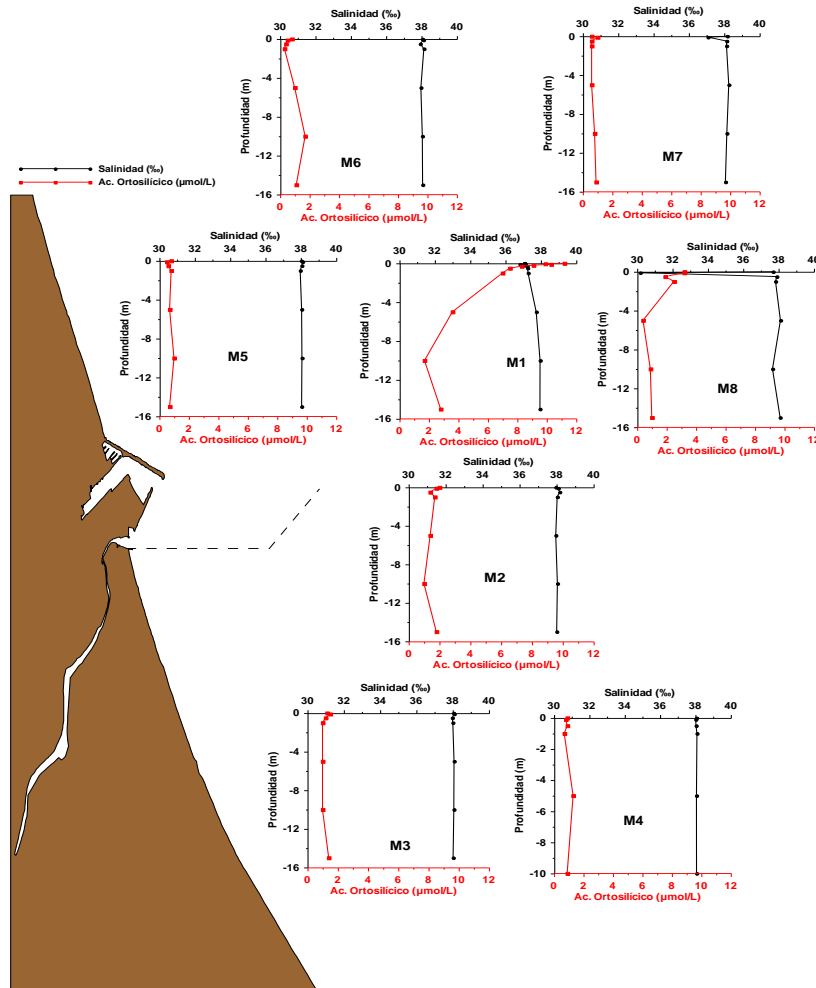 Salinidad (‰)
30 32 34 36 38 40
0
-4
-8
-12
-16
Profundidad (m)
M6
0 2 4 6 8 10 12
Ac. Ortosilícico (µmol/L)
Salinidad (‰)
30 32 34 36 38 40
0
-4
-8
-12
-16
Profundidad (m)
M7
0 2 4 6 8 10 12
Ac. Ortosilícico (µmol/L)
Salinidad (‰)
Ac. Ortosilícico (µmol/L)
Salinidad (‰)
30 32 34 36 38 40
0
-4
-8
-12
-16
Profundidad (m)
M5
0 2 4 6 8 10 12
Ac. Ortosilícico (µmol/L)
Salinidad (‰)
30 32 34 36 38 40
0
-4
-8
-12
-16
Profundidad (m)
M1
0 2 4 6 8 10 12
Ac. Ortosilícico (µmol/L)
Salinidad (‰)
30 32 34 36 38 40
0
-4
-8
-12
-16
Profundidad (m)
M8
0 2 4 6 8 10 12
Ac. Ortosilícico (µmol/L)
Salinidad (‰)
30 32 34 36 38 40
0
-4
-8
-12
-16
Profundidad (m)
M2
0 2 4 6 8 10 12
Ac. Ortosilícico (µmol/L)
Salinidad (‰)
30 32 34 36 38 40
0
-4
-8
-12
-16
Profundidad (m)
M3
0 2 4 6 8 10 12
Ac. Ortosilícico (µmol/L)
Salinidad (‰)
30 32 34 36 38 40
0
-2
-4
-6
-8
-10
Profundidad (m)
M4
0 2 4 6 8 10 12
Ac. Ortosilícico (µmol/L)